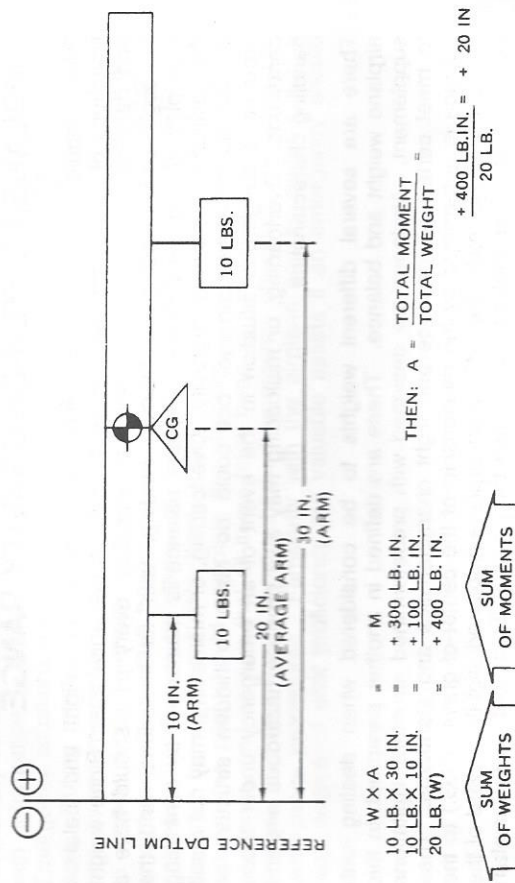 ⊖ ⊕
REFERENCE DATUM LINE
10 IN.
(ARM)
10 LBS.
CG
10 LBS.
20 IN.
(AVERAGE ARM)
30 IN.
(ARM)
W X A = M
10 LB. X 30 IN. = + 300 LB. IN.
10 LB. X 10 IN. = + 100 LB. IN.
20 LB. (W) = + 400 LB. IN.
SUM
OF WEIGHTS
SUM
OF MOMENTS
THEN: A = TOTAL MOMENT =
TOTAL WEIGHT
+ 400 LB.IN. = + 20 IN
20 LB.